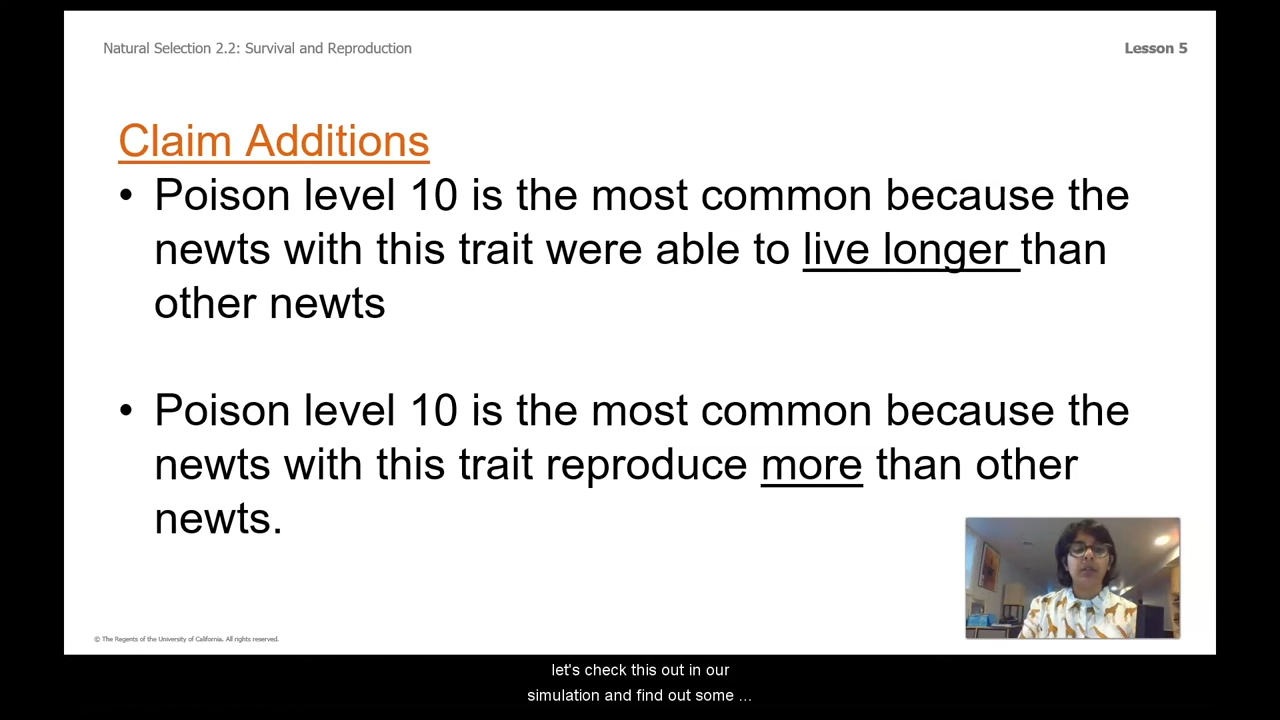 Natural Selection 2.2: Survival and Reproduction
Lesson 5
Claim Additions
• Poison level 10 is the most common because the
newts with this trait were able to live longer than
other newts
• Poison level 10 is the most common because the
newts with this trait reproduce more than other
newts.
© The Regents of the University of California. All rights reserved.
let's check this out in our
simulation and find out some ...